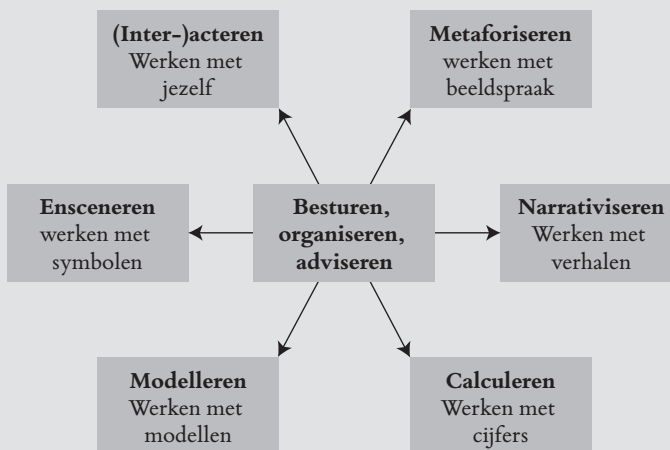 (Inter-)acteren
Werken met
jezelf
Metaforiseren
werken met
beeldspraak
Ensceneren
werken met
symbolen
Besturen,
organiseren,
adviseren
Narrativiseren
Werken met
verhalen
Modelleren
Werken met
modellen
Calculeren
Werken met
cijfers